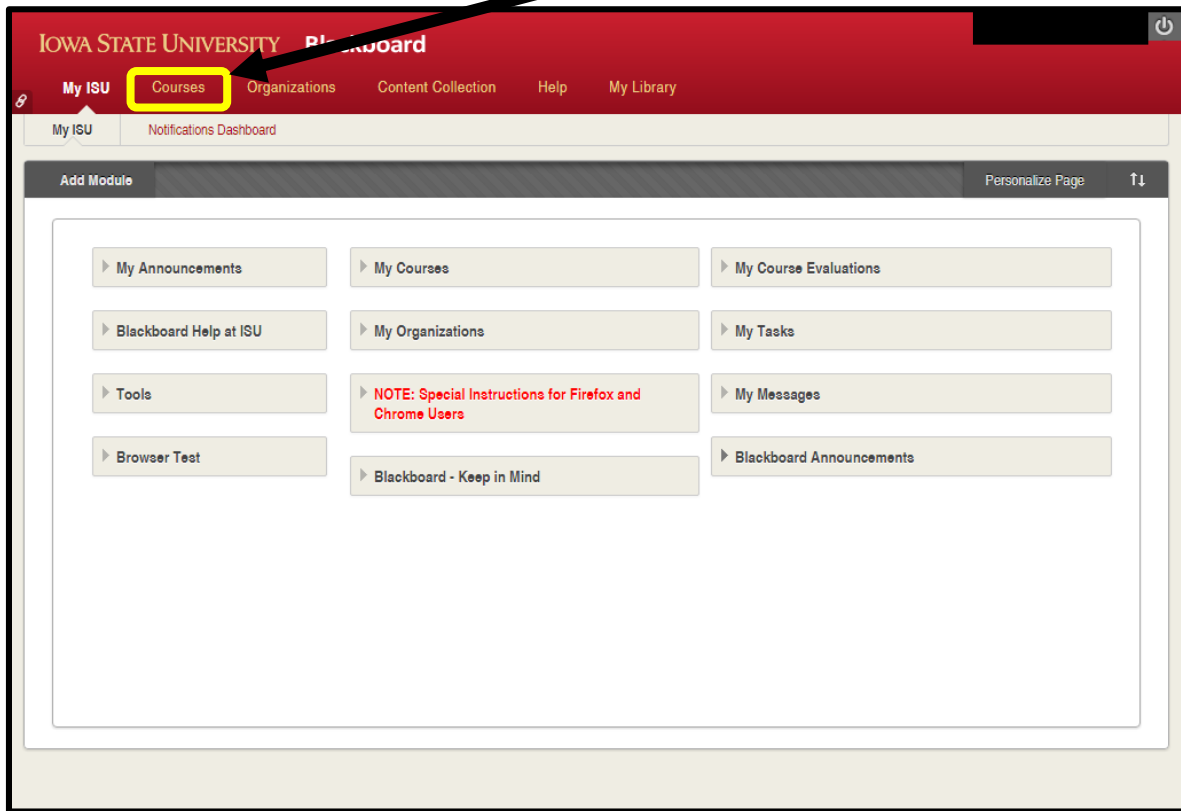 IOWA STATE UNIVERSITY Blackboard
My ISU Courses Organizations Content Collection Help My Library
My ISU Notifications Dashboard
Add Module Personalize Page
My Announcements My Courses My Course Evaluations
Blackboard Help at ISU My Organizations My Tasks
Tools NOTE: Special Instructions for Firefox and My Messages
Chrome Users
Browser Test Blackboard Announcements
Blackboard - Keep in Mind